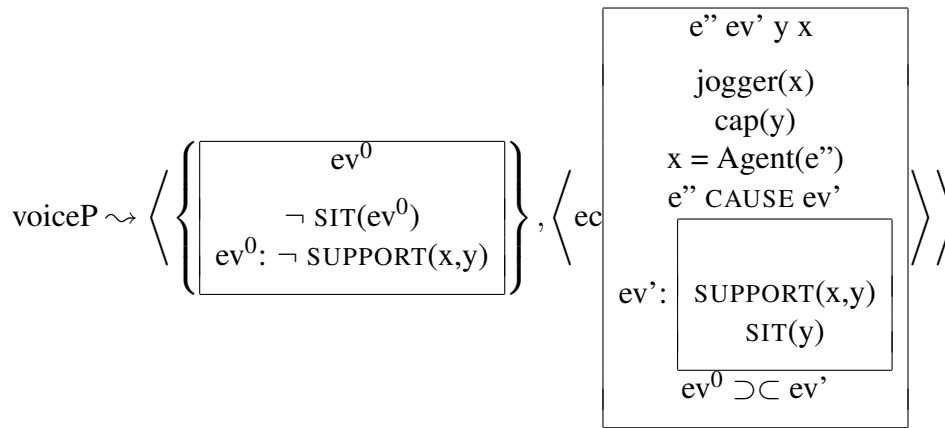 e” ev’ y x
jogger(x)
cap(y)
x = Agent(e”)
e” CAUSE ev’
voiceP ⤳ ⟨ { ev⁰
¬ SIT(ev⁰)
ev⁰: ¬ SUPPORT(x,y) } , ⟨ ec
ev’: SUPPORT(x,y)
SIT(y)
ev⁰ ⊃⊂ ev’ ⟩ ⟩